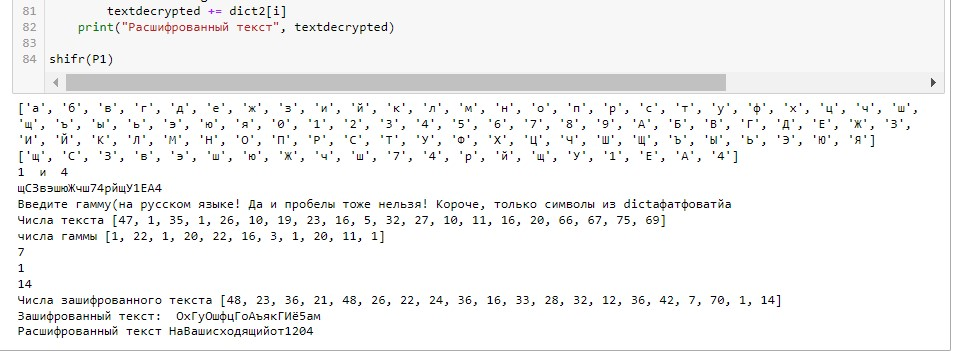 81 textdecrypted += dict2[i]
82 print("Расшифрованный текст", textdecrypted)
83
84 shifr(P1)
['а', 'б', 'в', 'г', 'д', 'е', 'ж', 'з', 'и', 'й', 'к', 'л', 'м', 'н', 'о', 'п', 'р', 'с', 'т', 'у', 'ф', 'х', 'ц', 'ч', 'ш',
'щ', 'ъ', 'ы', 'ь', 'э', 'ю', 'я', '0', '1', '2', '3', '4', '5', '6', '7', '8', '9', 'А', 'Б', 'В', 'Г', 'Д', 'Е', 'Ж', 'З',
'И', 'Й', 'К', 'Л', 'М', 'Н', 'О', 'П', 'Р', 'С', 'Т', 'У', 'Ф', 'Х', 'Ц', 'Ч', 'Ш', 'Щ', 'Ъ', 'Ы', 'Ь', 'Э', 'Ю', 'Я']
['щ', 'С', 'З', 'в', 'э', 'ш', 'ю', 'Ж', 'ч', 'ш', '7', '4', 'р', 'й', 'щ', 'У', '1', 'Е', 'А', '4']
1 и 4
щСЗвэшюЖчш74рйщУ1ЕА4
Введите гамму(на русском языке! Да и пробелы тоже нельзя! Короче, только символы из dictафатфоватйа
Числа текста [47, 1, 35, 1, 26, 10, 19, 23, 16, 5, 32, 27, 10, 11, 16, 20, 66, 67, 75, 69]
числа гаммы [1, 22, 1, 20, 22, 16, 3, 1, 20, 11, 1]
7
1
14
Числа зашифрованного текста [48, 23, 36, 21, 48, 26, 22, 24, 36, 16, 33, 28, 32, 12, 36, 42, 7, 70, 1, 14]
Зашифрованный текст: ОхГуОшфцГоАъякГИё5ам
Расшифрованный текст НаВашисходящийот1204